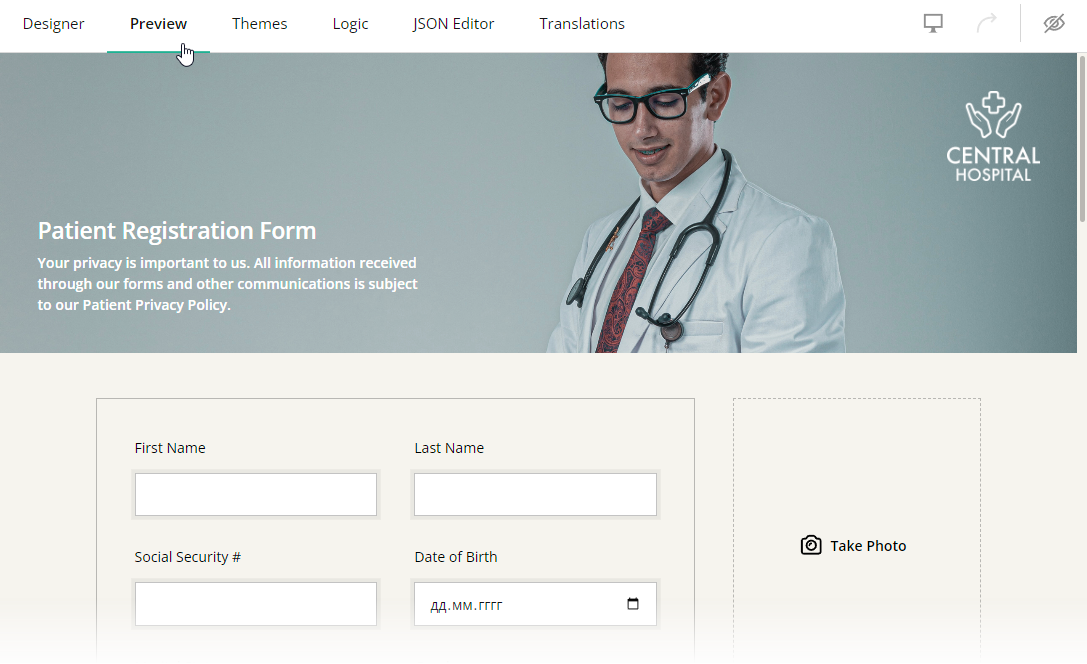 Designer Preview Themes Logic JSON Editor Translations
CENTRAL
HOSPITAL
Patient Registration Form
Your privacy is important to us. All information received
through our forms and other communications is subject
to our Patient Privacy Policy.
First Name Last Name
Take Photo
Social Security # Date of Birth
дд.мм.гггг